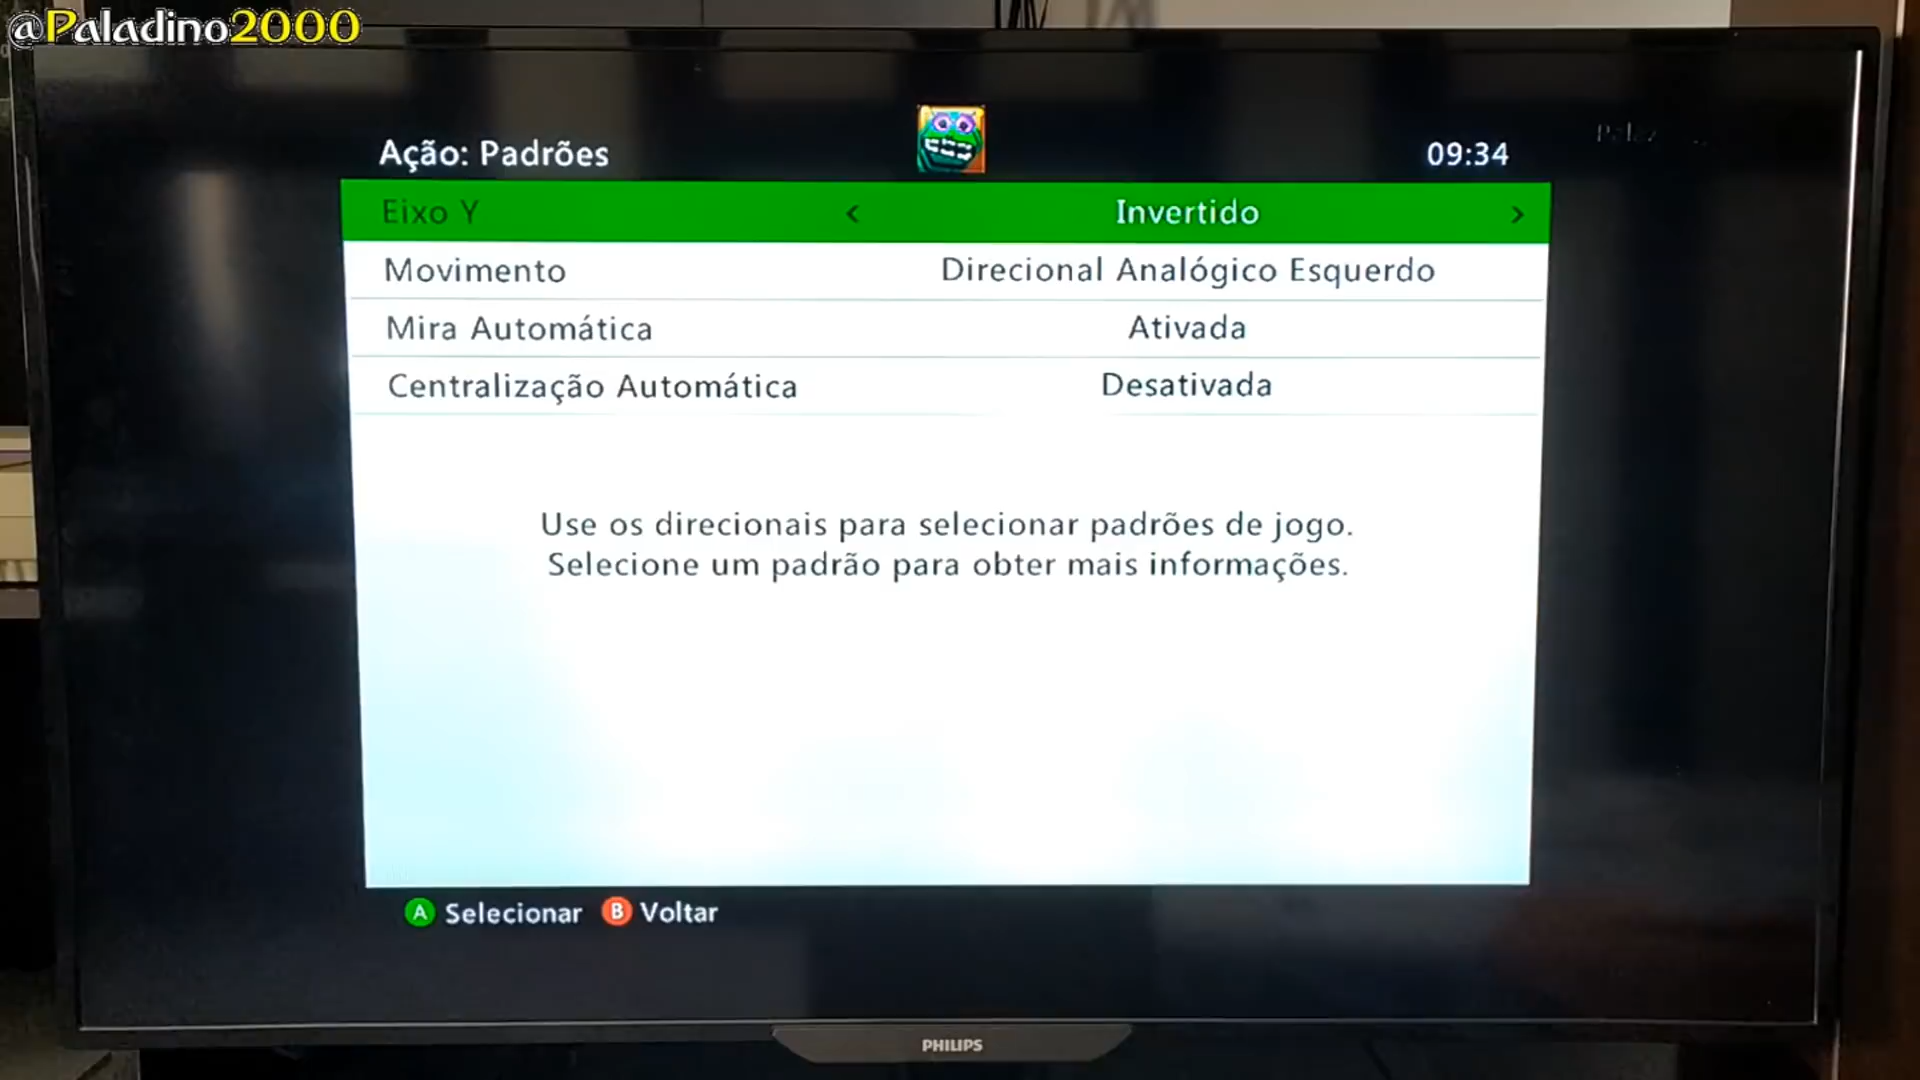 @Paladino2000
Ação: Padrões
09:34
Eixo Y < Invertido >
Movimento Direcional Analógico Esquerdo
Mira Automática Ativada
Centralização Automática Desativada
Use os direcionais para selecionar padrões de jogo.
Selecione um padrão para obter mais informações.
A Selecionar B Voltar
PHILIPS